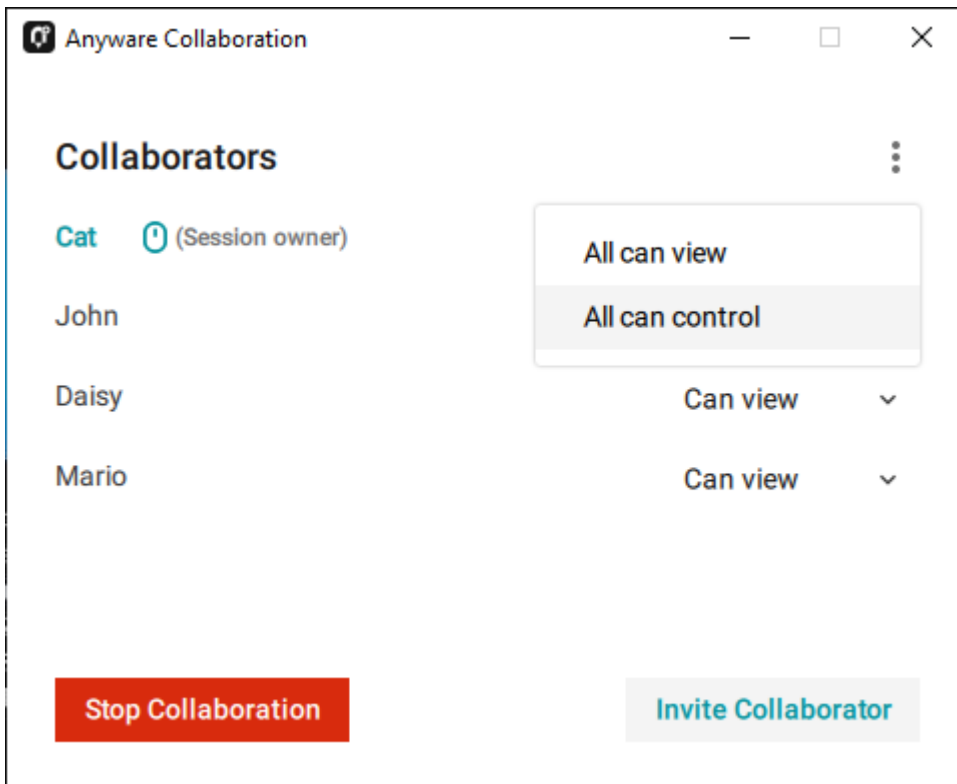 Anyware Collaboration
Collaborators
Cat (Session owner)
All can view
John
All can control
Daisy Can view
Mario Can view
Stop Collaboration Invite Collaborator